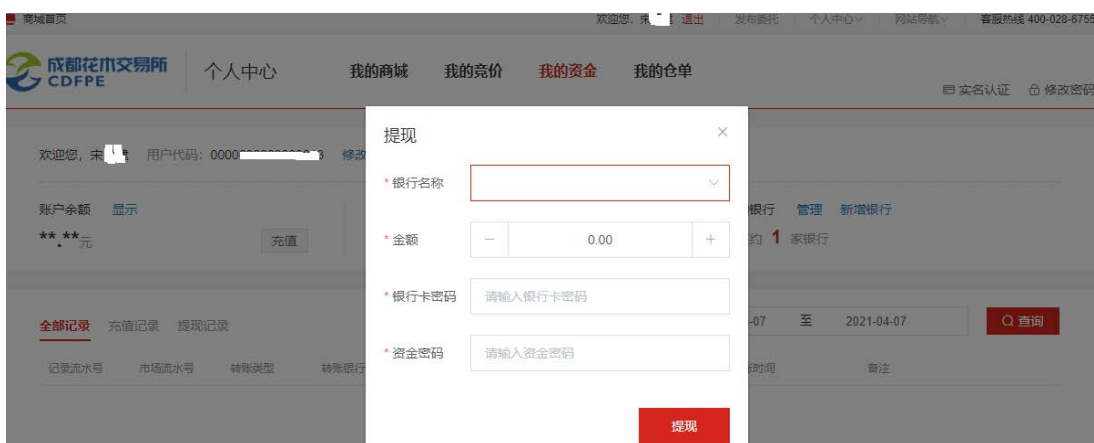 商城首页 欢迎您, 宋 退出 发布委托 个人中心 网站导航 客服热线 400-028-6755
成都花木交易所 个人中心 我的商城 我的竞价 我的资金 我的仓单
CDFPE
实名认证 修改密码
提现
欢迎您, 宋 用户代码: 0000 3 修改
* 银行名称
账户余额 显示 银行 管理 新增银行
**.**元 充值
* 金额 0.00 约 1 家银行
* 银行卡密码 请输入银行卡密码
全部记录 充值记录 提现记录 -07 至 2021-04-07 查询
* 资金密码 请输入资金密码
记录流水号 市场流水号 转账类型 转账银行 时间 备注
提现